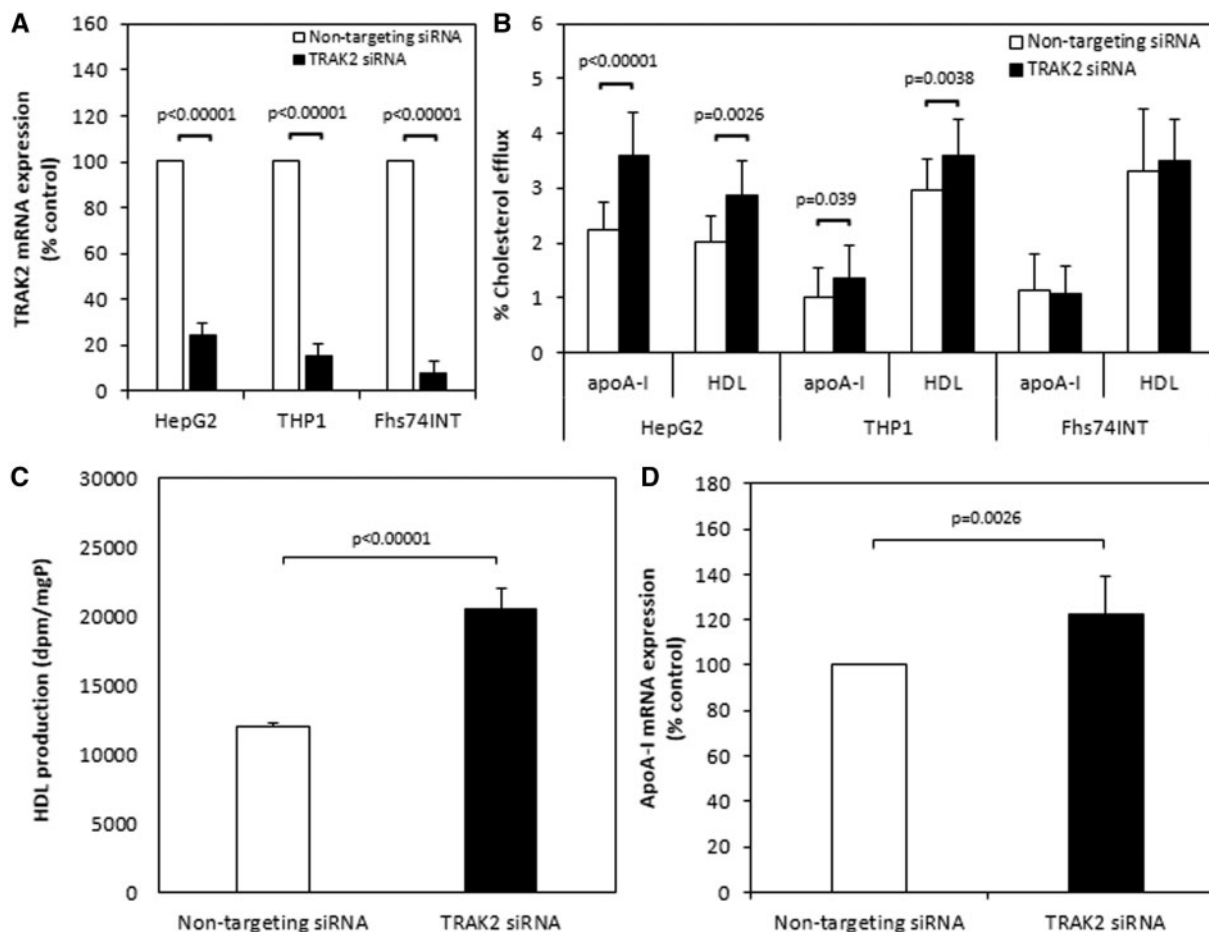 A
TRAK2 mRNA expression
(% control)
160
140
120
100
80
60
40
20
0
Non-targeting siRNA
TRAK2 siRNA
p<0.00001
p<0.00001
p<0.00001
HepG2
THP1
Fhs74INT
B
% Cholesterol efflux
6
5
4
3
2
1
0
Non-targeting siRNA
TRAK2 siRNA
p<0.00001
p=0.0026
p=0.039
p=0.0038
apoA-I
HDL
apoA-I
HDL
apoA-I
HDL
HepG2
THP1
Fhs74INT
C
HDL production (dpm/mgP)
30000
25000
20000
15000
10000
5000
0
p<0.00001
Non-targeting siRNA
TRAK2 siRNA
D
ApoA-I mRNA expression
(% control)
180
160
140
120
100
80
60
40
20
0
p=0.0026
Non-targeting siRNA
TRAK2 siRNA